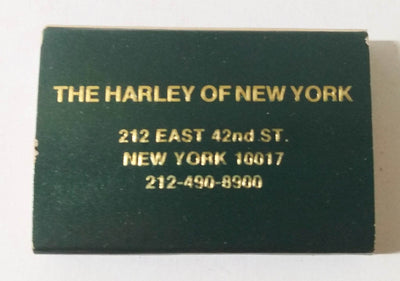 THE HARLEY OF NEW YORK
212 EAST 42nd ST.
NEW YORK 10017
212-490-8900